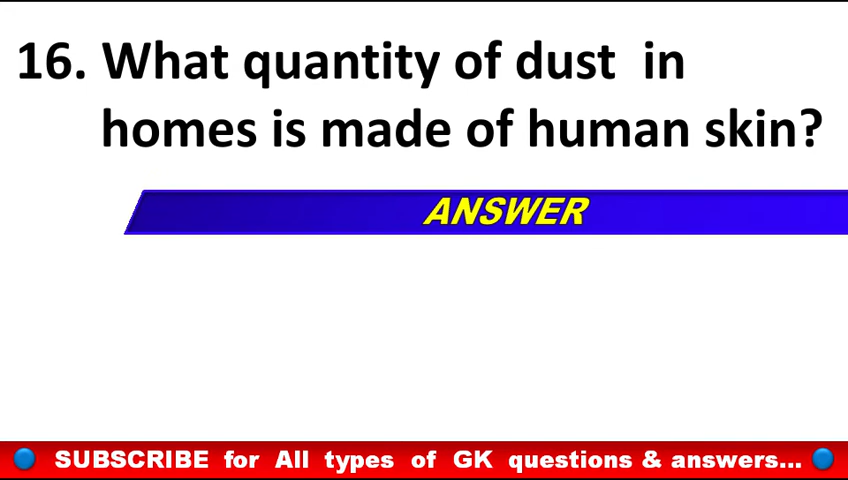 16. What quantity of dust in
homes is made of human skin?
ANSWER
SUBSCRIBE for All types of GK questions & answers...